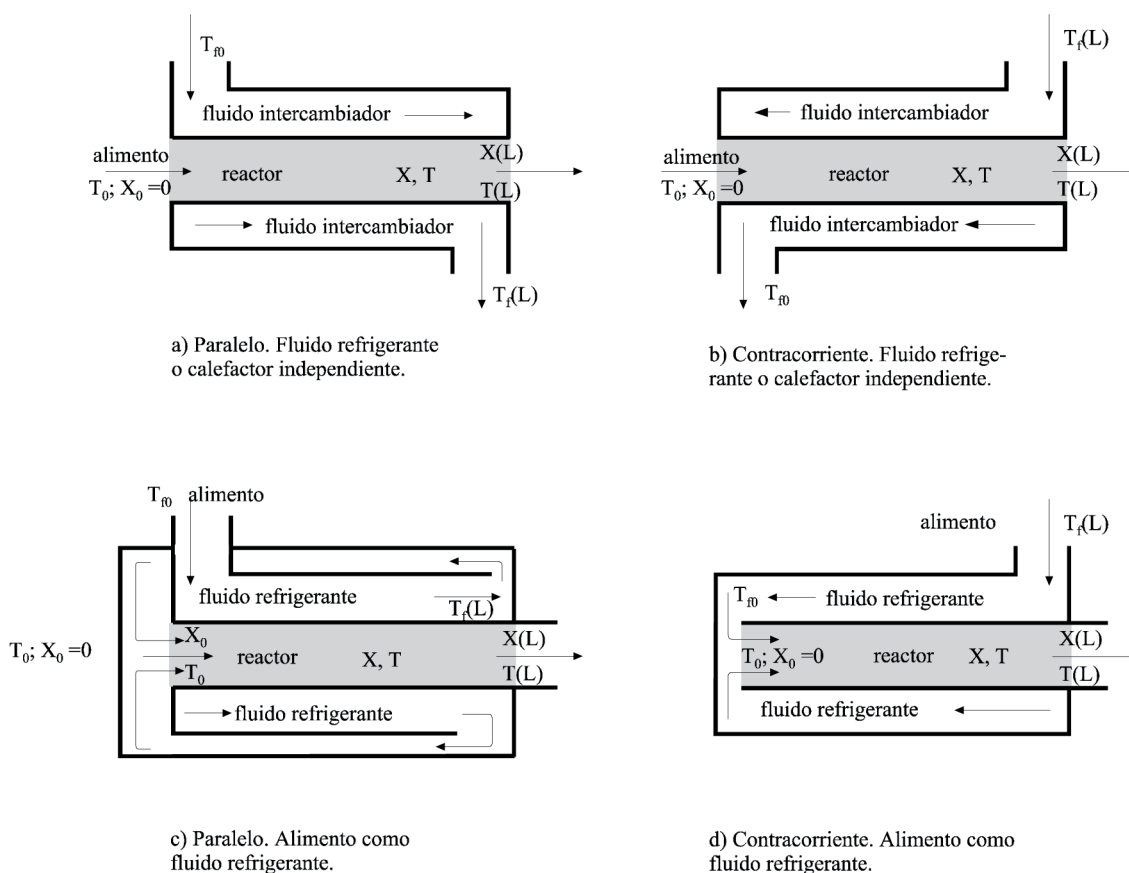 T_f0
fluido intercambiador
alimento
T_0; X_0 =0
reactor
X, T
X(L)
T(L)
fluido intercambiador
T_f(L)
a) Paralelo. Fluido refrigerante
o calefactor independiente.
T_f(L)
fluido intercambiador
alimento
T_0; X_0 =0
reactor
X, T
X(L)
T(L)
fluido intercambiador
T_f0
b) Contracorriente. Fluido refrige-
rante o calefactor independiente.
T_f0 alimento
fluido refrigerante
T_f(L)
T_0; X_0 =0
X_0
T_0
reactor
X, T
X(L)
T(L)
fluido refrigerante
c) Paralelo. Alimento como
fluido refrigerante.
alimento
T_f(L)
T_f0
fluido refrigerante
T_0; X_0 =0
reactor
X, T
X(L)
T(L)
fluido refrigerante
d) Contracorriente. Alimento como
fluido refrigerante.